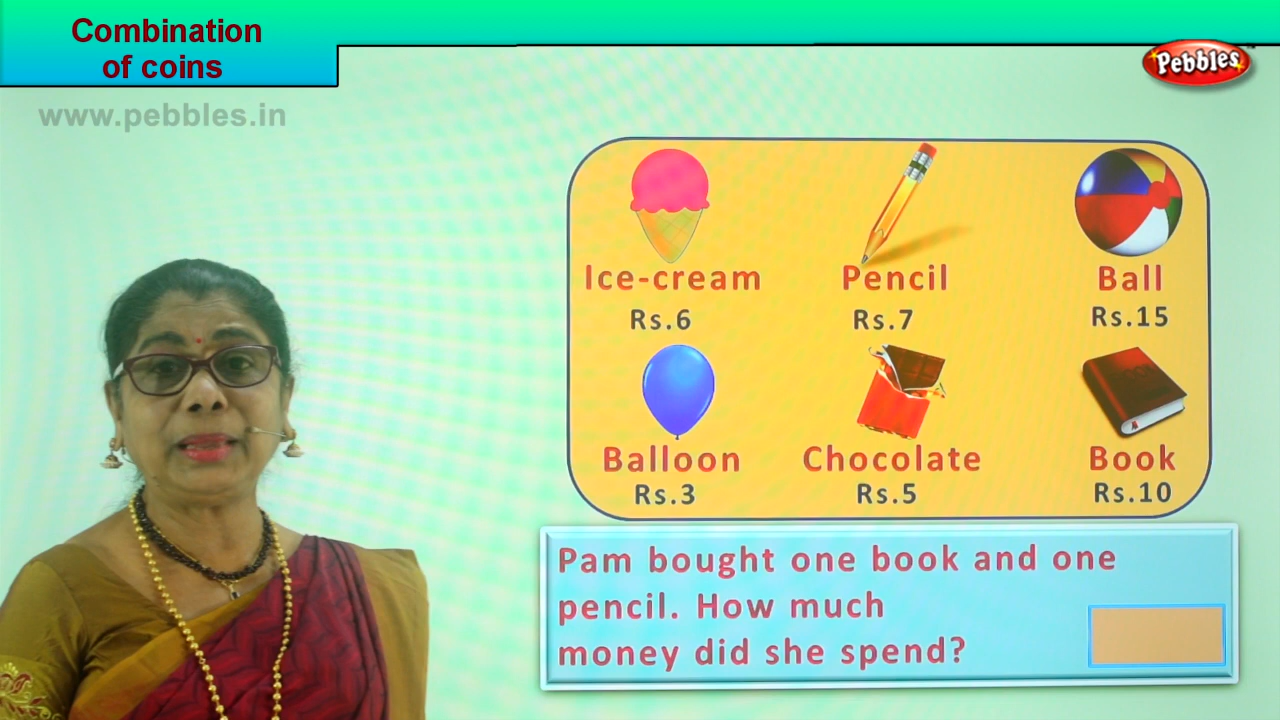 Combination
of coins
Pebbles
www.pebbles.in
Ice-cream Pencil Ball
Rs.6 Rs.7 Rs.15
Balloon Chocolate Book
Rs.3 Rs.5 Rs.10
Pam bought one book and one
pencil. How much
money did she spend?